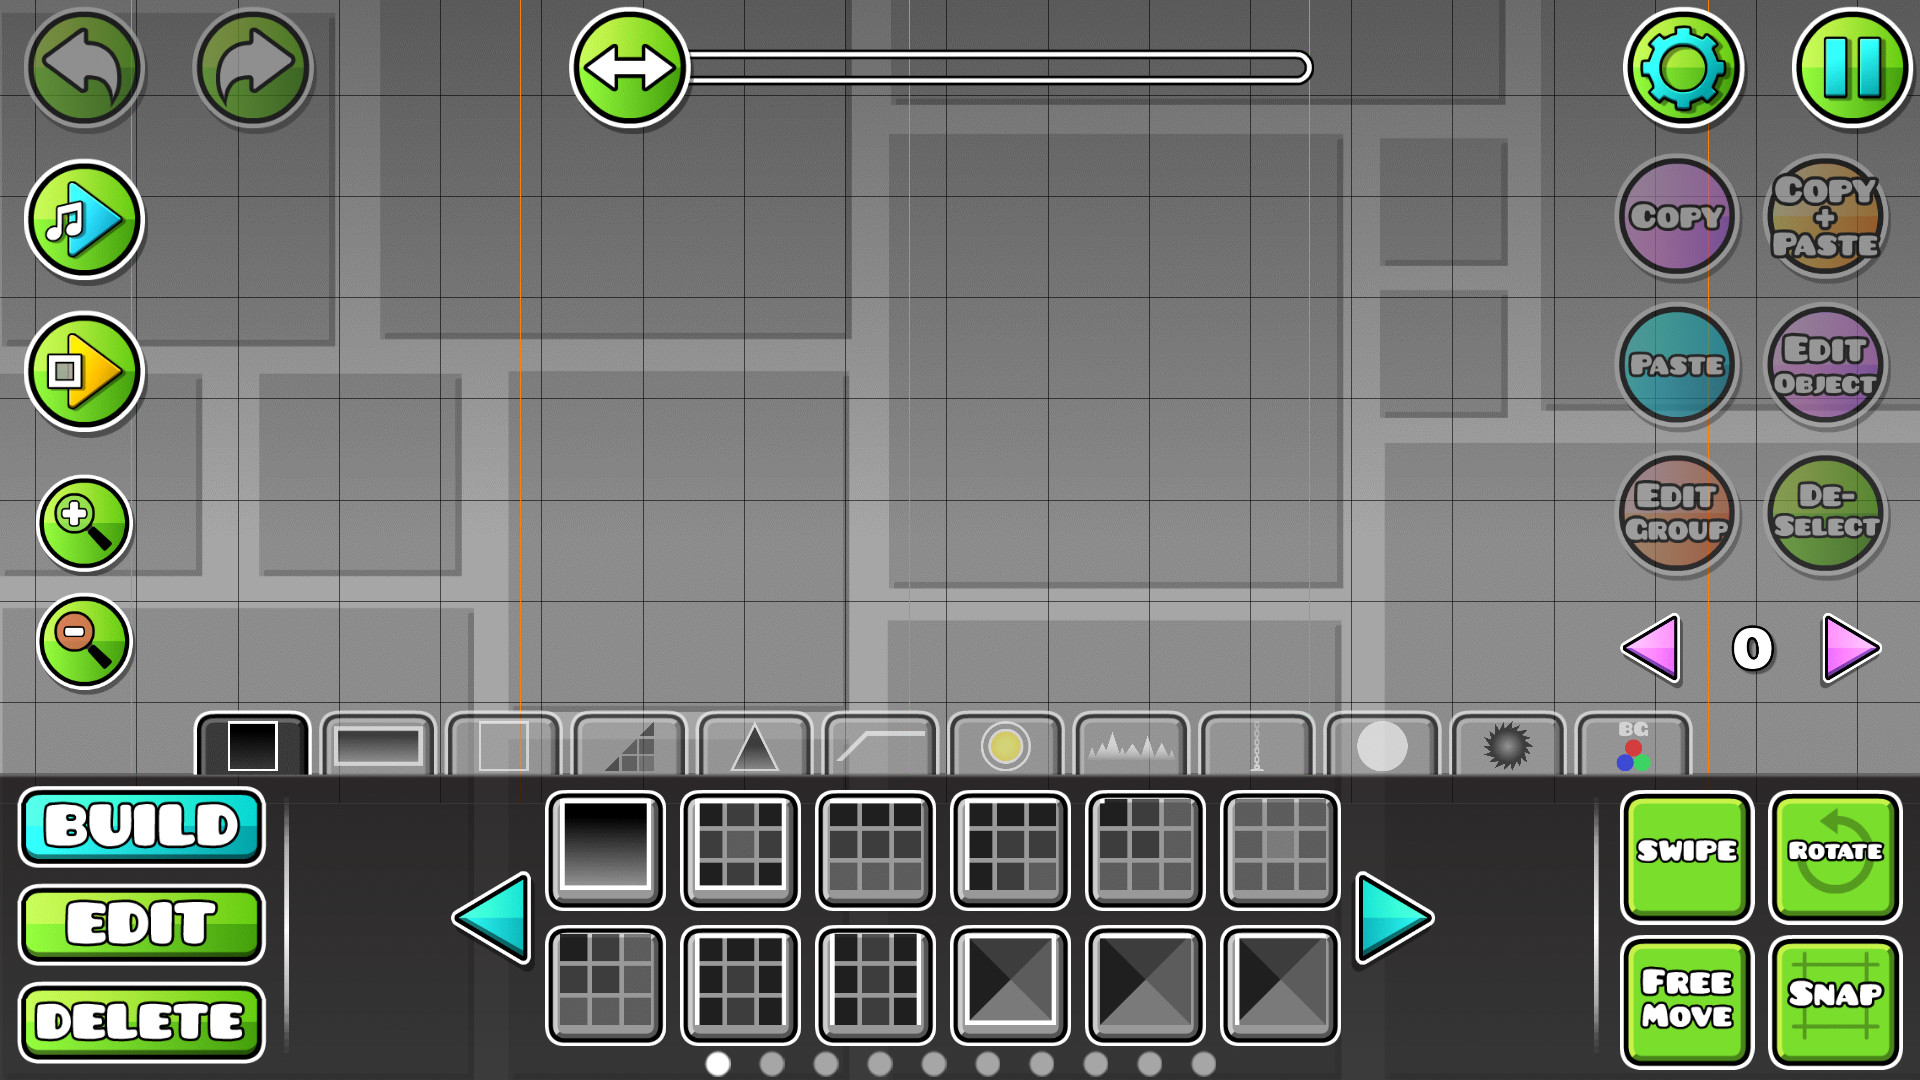 COPY
COPY
+
PASTE
PASTE
EDIT
OBJECT
EDIT
GROUP
DE-
SELECT
0
BG
BUILD
EDIT
DELETE
SWIPE
ROTATE
FREE
MOVE
SNAP